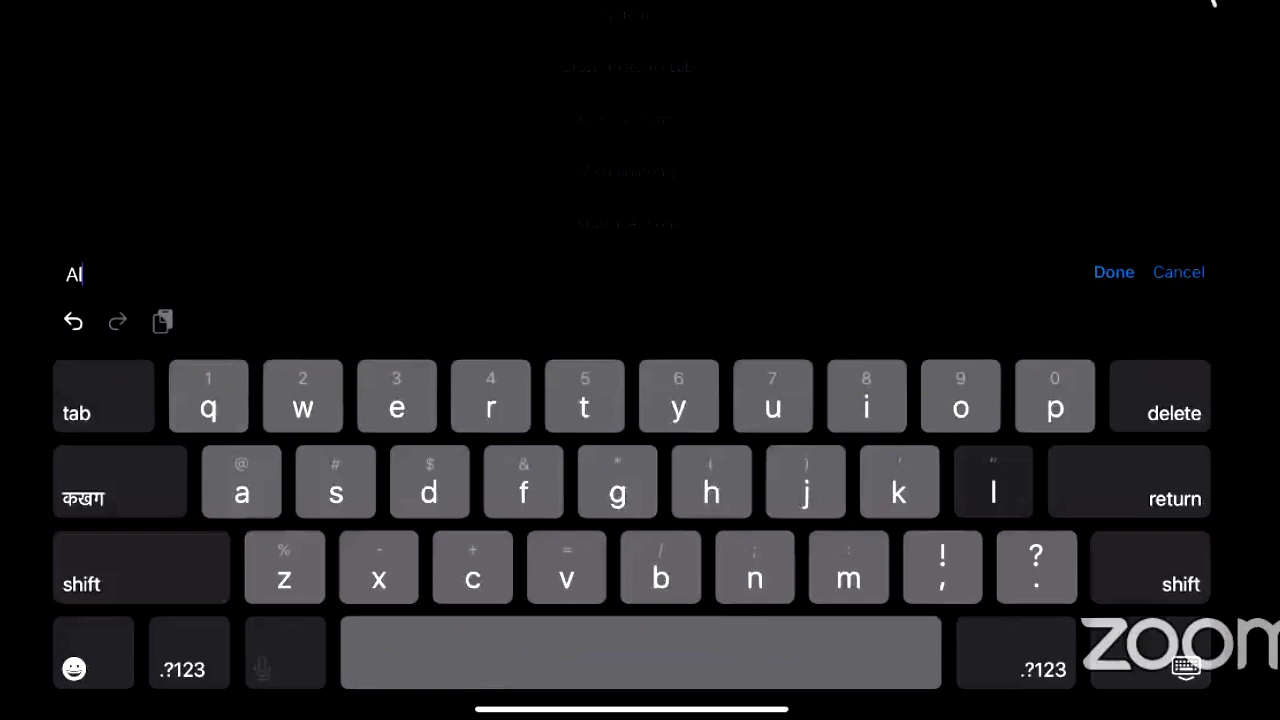 Al
Done Cancel
1 2 3 4 5 6 7 8 9 0
tab q w e r t y u i o p delete
@ # $ & * ( ) ' "
कखग a s d f g h j k l return
% - + = / ; : ! ?
shift z x c v b n m , . shift
.?123 .?123
zoom